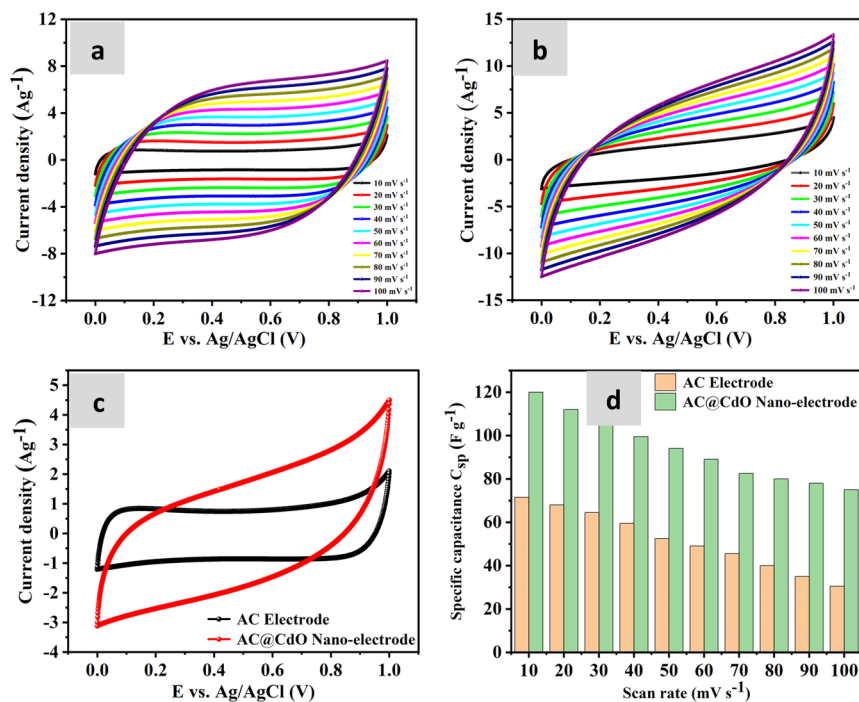 a
Current density (Ag-1)
12
8
4
0
-4
-8
-12
10 mV s-1
20 mV s-1
30 mV s-1
40 mV s-1
50 mV s-1
60 mV s-1
70 mV s-1
80 mV s-1
90 mV s-1
100 mV s-1
0.0 0.2 0.4 0.6 0.8 1.0
E vs. Ag/AgCl (V)
b
Current density (Ag-1)
15
10
5
0
-5
-10
-15
10 mV s-1
20 mV s-1
30 mV s-1
40 mV s-1
50 mV s-1
60 mV s-1
70 mV s-1
80 mV s-1
90 mV s-1
100 mV s-1
0.0 0.2 0.4 0.6 0.8 1.0
E vs. Ag/AgCl (V)
c
Current density (Ag-1)
5
4
3
2
1
0
-1
-2
-3
-4
AC Electrode
AC@CdO Nano-electrode
0.0 0.2 0.4 0.6 0.8 1.0
E vs. Ag/AgCl (V)
d
AC Electrode
AC@CdO Nano-electrode
Specific capacitance Csp (F g-1)
120
100
80
60
40
20
0
10 20 30 40 50 60 70 80 90 100
Scan rate (mV s-1)